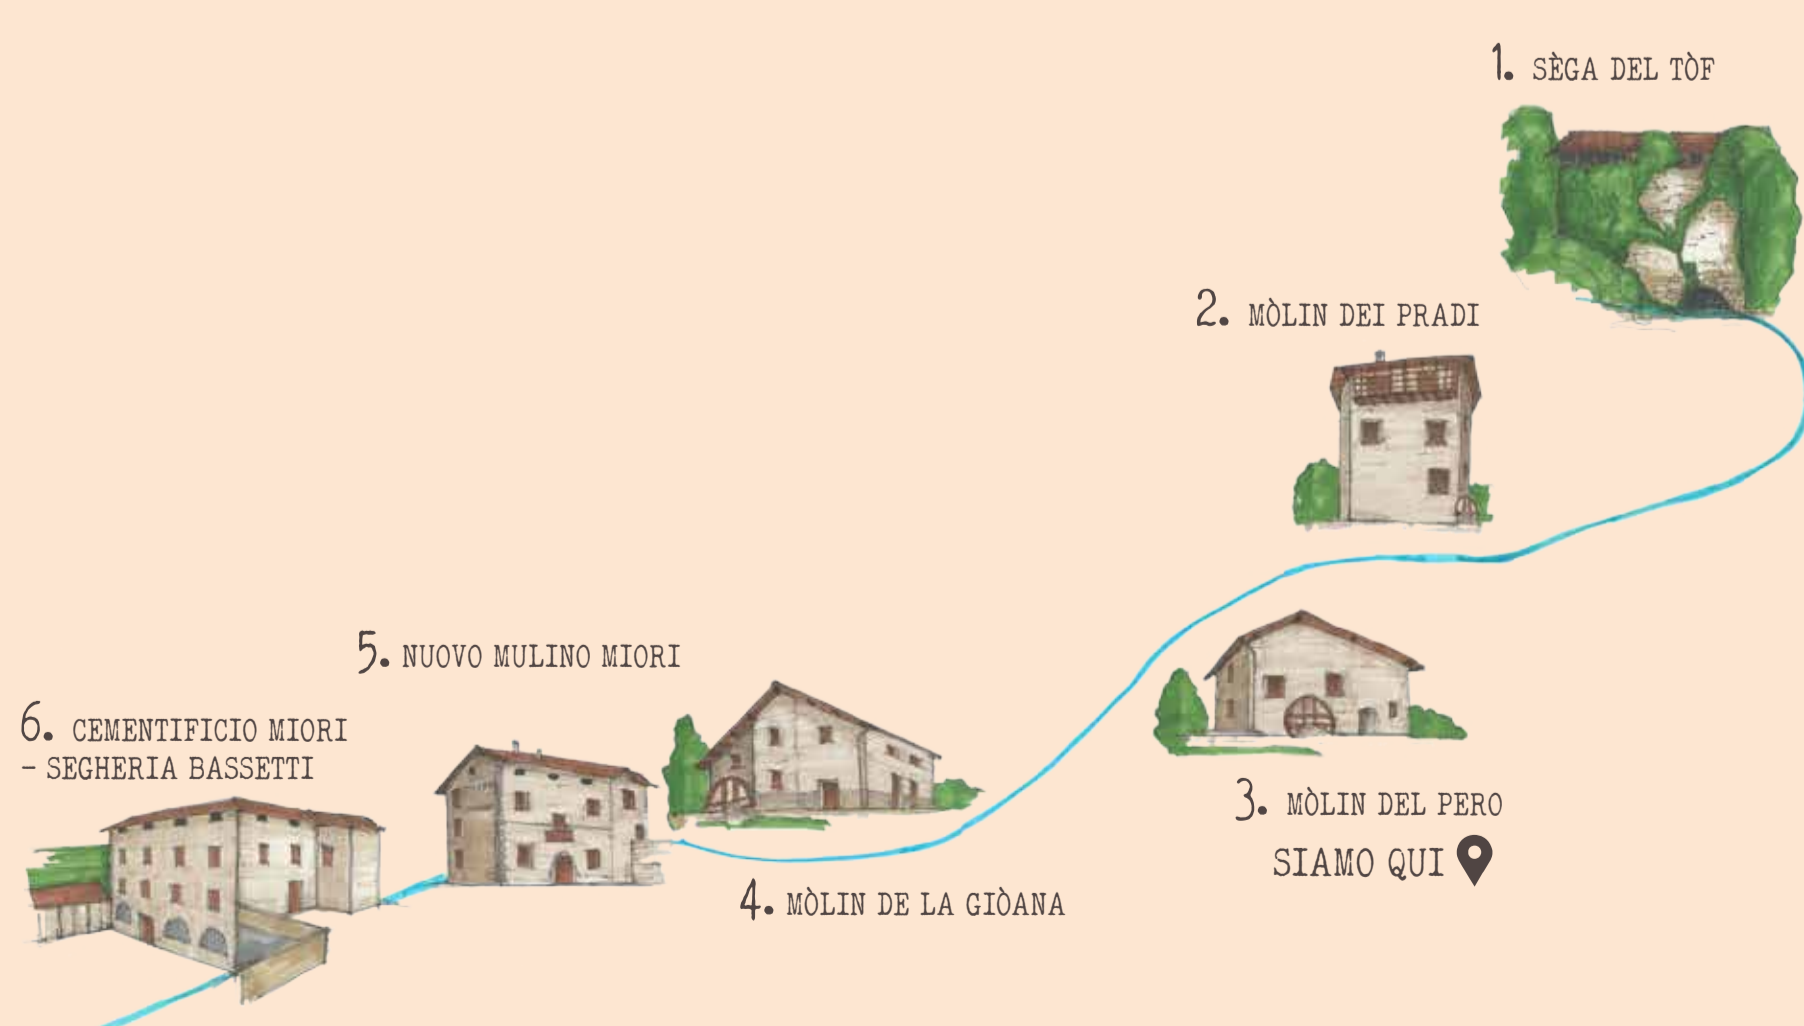 1. SÈGA DEL TÒF
2. MÒLIN DEI PRADI
3. MÒLIN DEL PERO
SIAMO QUI
4. MÒLIN DE LA GIÒANA
5. NUOVO MULINO MIORI
6. CEMENTIFICIO MIORI
- SEGHERIA BASSETTI